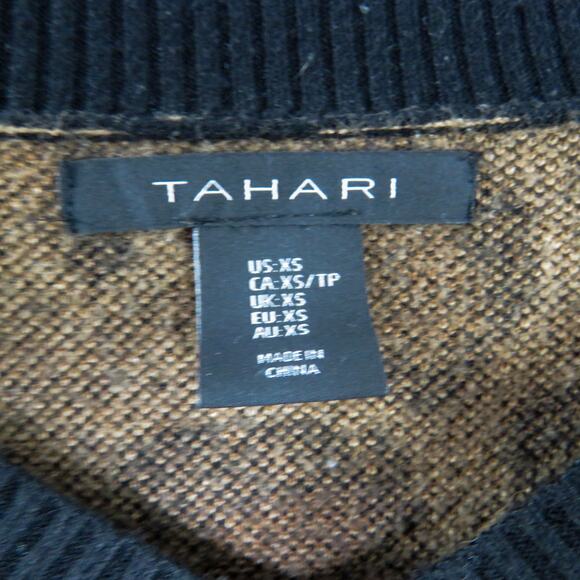 TAHARI
US:XS
CA:XS/TP
UK:XS
EU:XS
AU:XS
MADE IN
CHINA